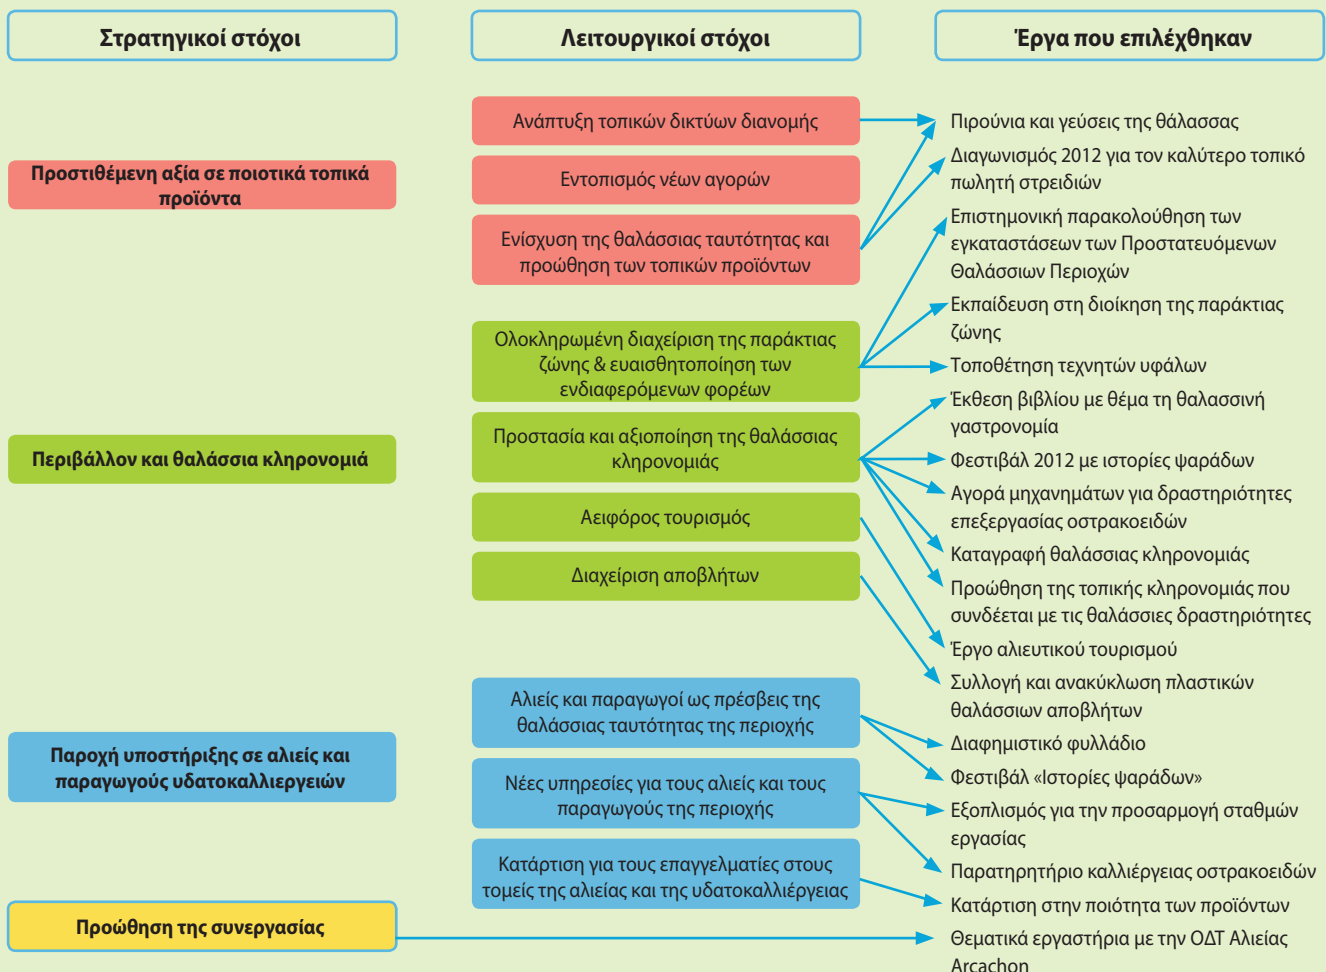 Στρατηγικοί στόχοι
Λειτουργικοί στόχοι
Έργα που επιλέχθηκαν
Προστιθέμενη αξία σε ποιοτικά τοπικά
προϊόντα
Ανάπτυξη τοπικών δικτύων διανομής
Εντοπισμός νέων αγορών
Ενίσχυση της θαλάσσιας ταυτότητας και
προώθηση των τοπικών προϊόντων
Πιρούνια και γεύσεις της θάλασσας
Διαγωνισμός 2012 για τον καλύτερο τοπικό
πωλητή στρειδιών
Περιβάλλον και θαλάσσια κληρονομιά
Ολοκληρωμένη διαχείριση της παράκτιας
ζώνης & ευαισθητοποίηση των
ενδιαφερόμενων φορέων
Προστασία και αξιοποίηση της θαλάσσιας
κληρονομιάς
Αειφόρος τουρισμός
Διαχείριση αποβλήτων
Επιστημονική παρακολούθηση των
εγκαταστάσεων των Προστατευόμενων
Θαλάσσιων Περιοχών
Εκπαίδευση στη διοίκηση της παράκτιας
ζώνης
Τοποθέτηση τεχνητών υφάλων
Έκθεση βιβλίου με θέμα τη θαλασσινή
γαστρονομία
Φεστιβάλ 2012 με ιστορίες ψαράδων
Αγορά μηχανημάτων για δραστηριότητες
επεξεργασίας οστρακοειδών
Καταγραφή θαλάσσιας κληρονομιάς
Προώθηση της τοπικής κληρονομιάς που
συνδέεται με τις θαλάσσιες δραστηριότητες
Έργο αλιευτικού τουρισμού
Συλλογή και ανακύκλωση πλαστικών
θαλάσσιων αποβλήτων
Παροχή υποστήριξης σε αλιείς και
παραγωγούς υδατοκαλλιεργειών
Αλιείς και παραγωγοί ως πρέσβεις της
θαλάσσιας ταυτότητας της περιοχής
Νέες υπηρεσίες για τους αλιείς και τους
παραγωγούς της περιοχής
Κατάρτιση για τους επαγγελματίες στους
τομείς της αλιείας και της υδατοκαλλιέργειας
Διαφημιστικό φυλλάδιο
Φεστιβάλ «Ιστορίες ψαράδων»
Εξοπλισμός για την προσαρμογή σταθμών
εργασίας
Παρατηρητήριο καλλιέργειας οστρακοειδών
Κατάρτιση στην ποιότητα των προϊόντων
Προώθηση της συνεργασίας
Θεματικά εργαστήρια με την ΟΔΤ Αλιείας
Arcachon